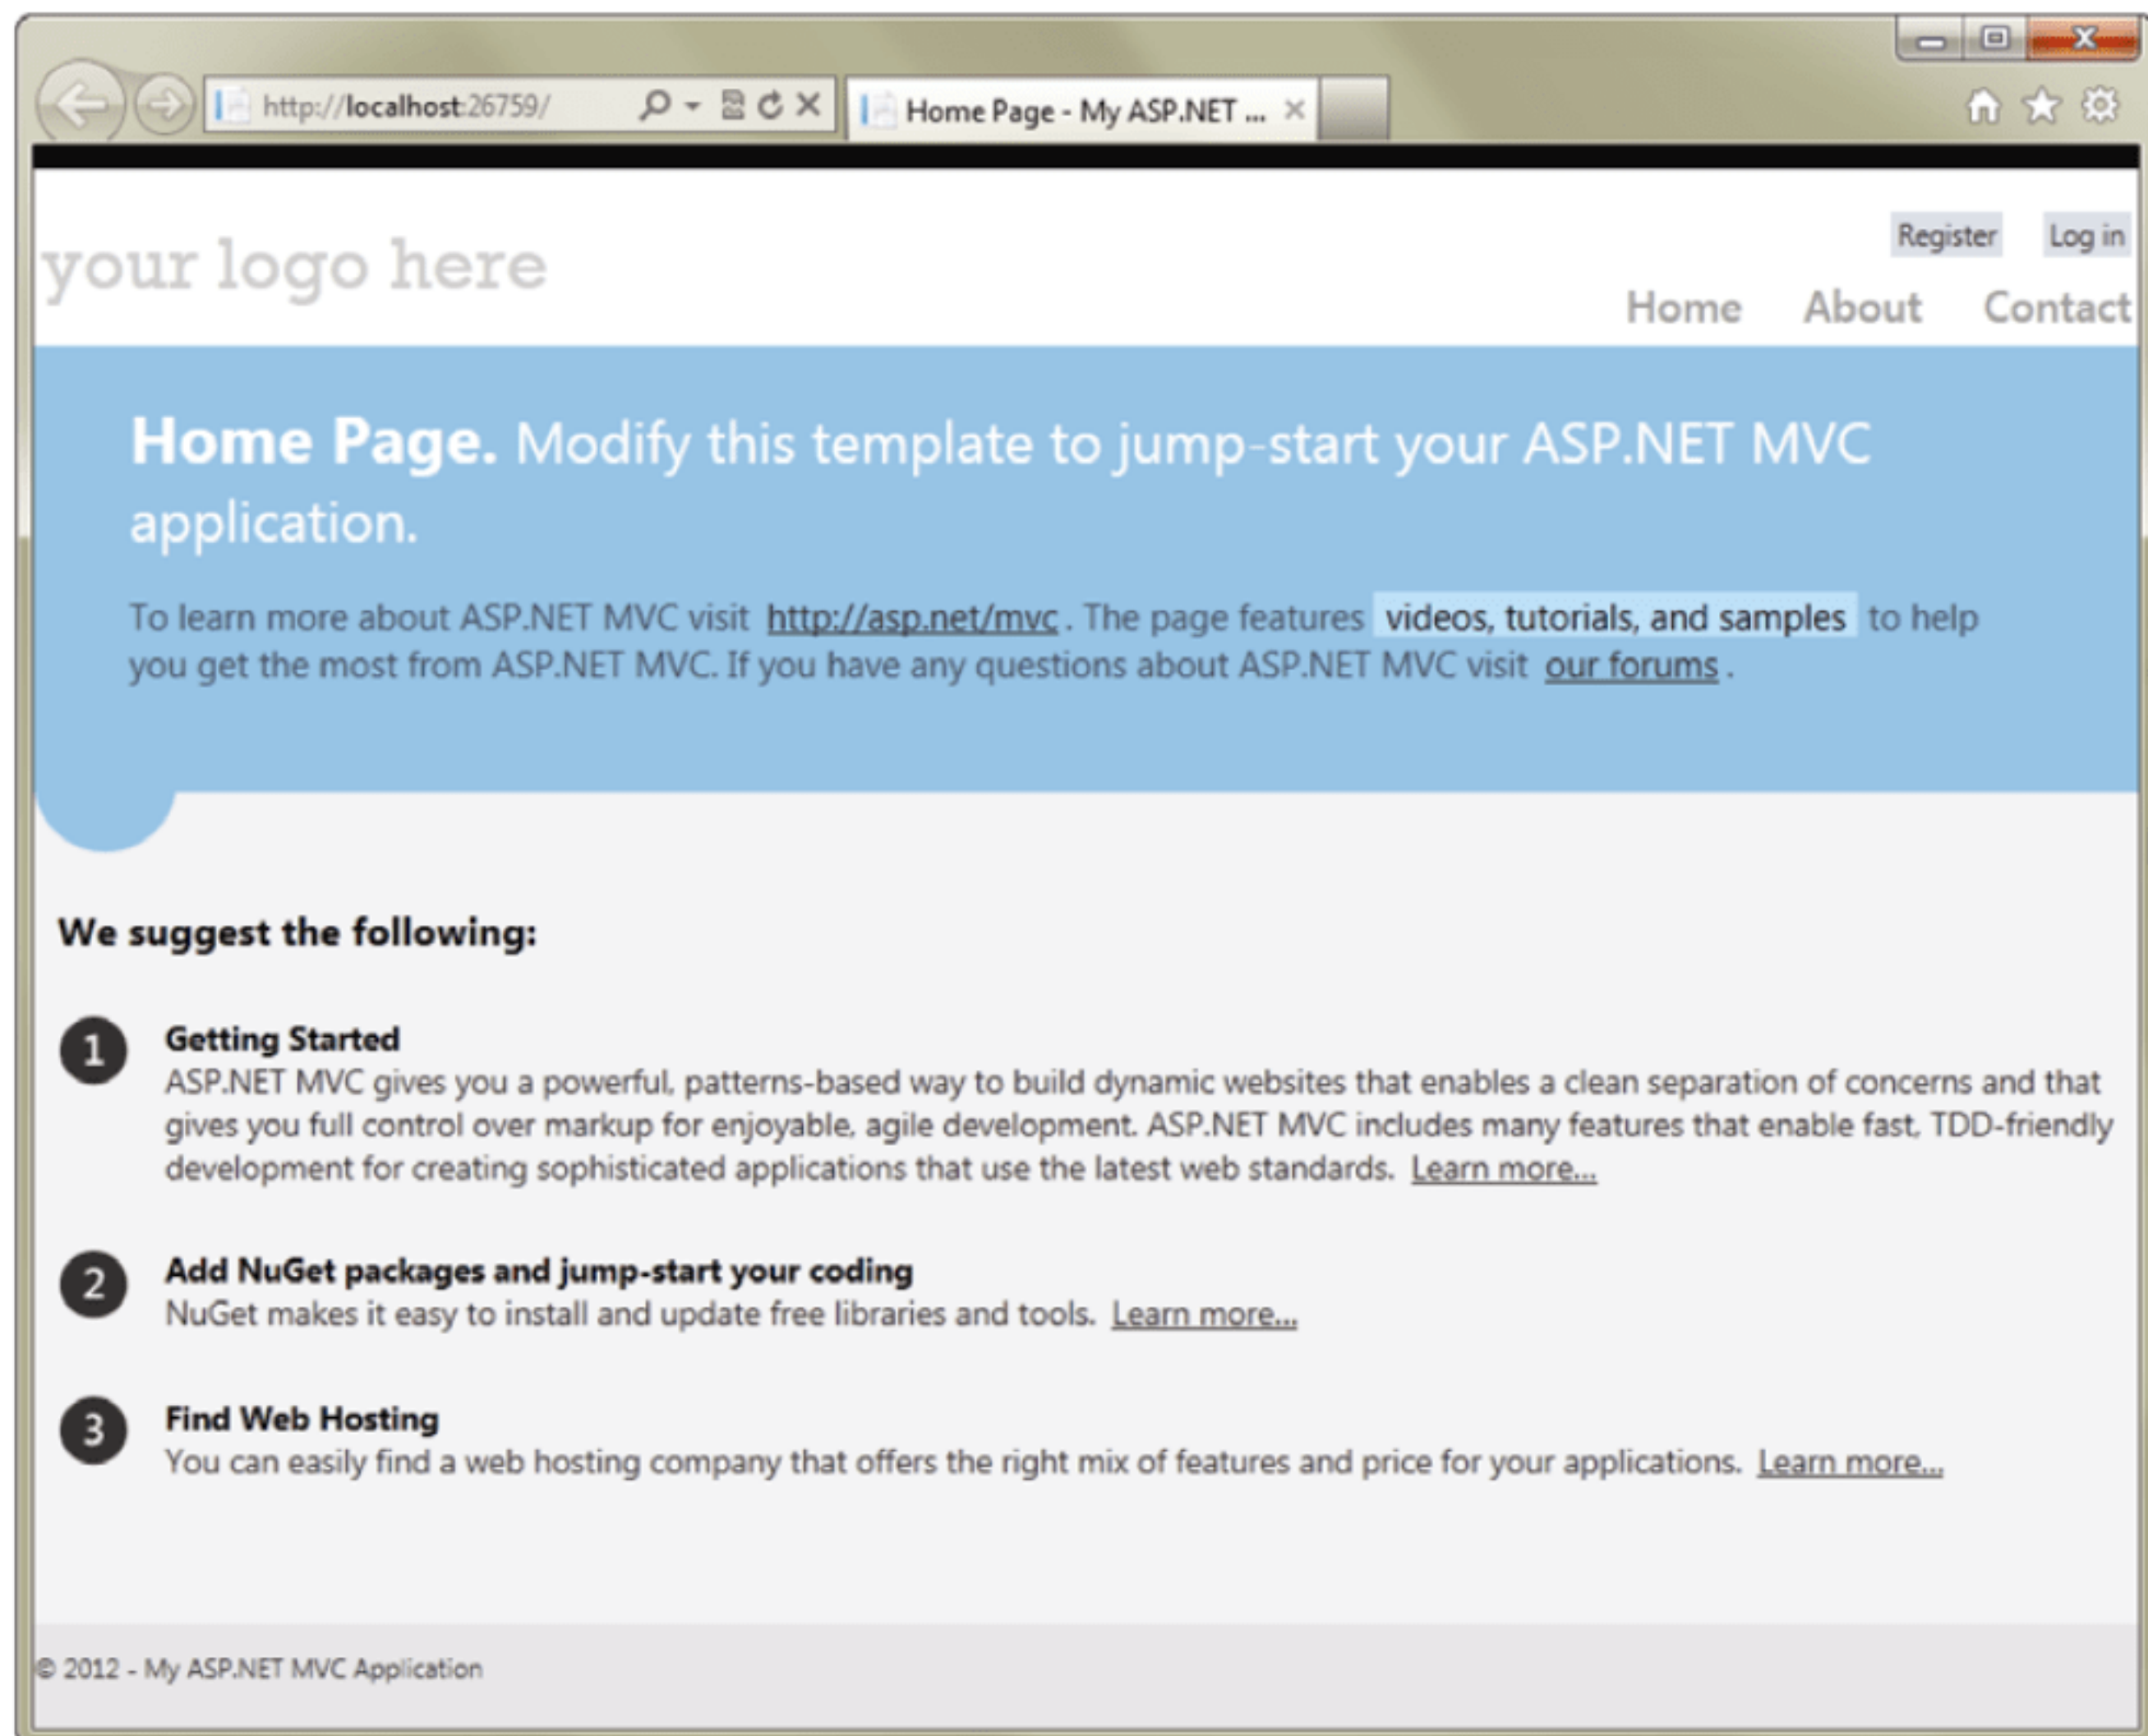 http://localhost:26759/
Home Page - My ASP.NET ...
your logo here
Register Log in
Home About Contact
Home Page. Modify this template to jump-start your ASP.NET MVC
application.
To learn more about ASP.NET MVC visit http://asp.net/mvc. The page features videos, tutorials, and samples to help
you get the most from ASP.NET MVC. If you have any questions about ASP.NET MVC visit our forums.
We suggest the following:
1 Getting Started
ASP.NET MVC gives you a powerful, patterns-based way to build dynamic websites that enables a clean separation of concerns and that
gives you full control over markup for enjoyable, agile development. ASP.NET MVC includes many features that enable fast, TDD-friendly
development for creating sophisticated applications that use the latest web standards. Learn more...
2 Add NuGet packages and jump-start your coding
NuGet makes it easy to install and update free libraries and tools. Learn more...
3 Find Web Hosting
You can easily find a web hosting company that offers the right mix of features and price for your applications. Learn more...
© 2012 - My ASP.NET MVC Application